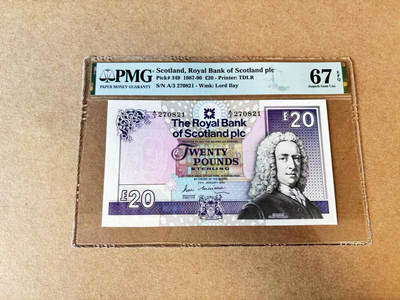 PMG
PAPER MONEY GUARANTY
Scotland, Royal Bank of Scotland plc
Pick# 349 1987-90 £20 - Printer: TDLR
S/N A/3 270821 - Wmk: Lord Ilay
67 EPQ
Superb Gem Unc
A/3 270821
A/3 270821
£20
The Royal Bank
of Scotland plc
TWENTY
POUNDS
STERLING
£20